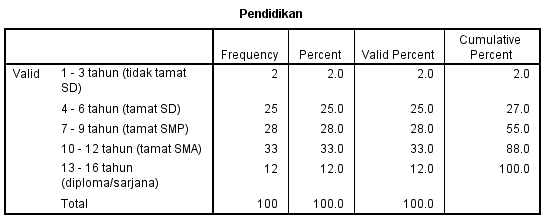 Pendidikan
Frequency Percent Valid Percent Cumulative Percent
Valid 1 - 3 tahun (tidak tamat SD) 2 2.0 2.0 2.0
4 - 6 tahun (tamat SD) 25 25.0 25.0 27.0
7 - 9 tahun (tamat SMP) 28 28.0 28.0 55.0
10 - 12 tahun (tamat SMA) 33 33.0 33.0 88.0
13 - 16 tahun (diploma/sarjana) 12 12.0 12.0 100.0
Total 100 100.0 100.0